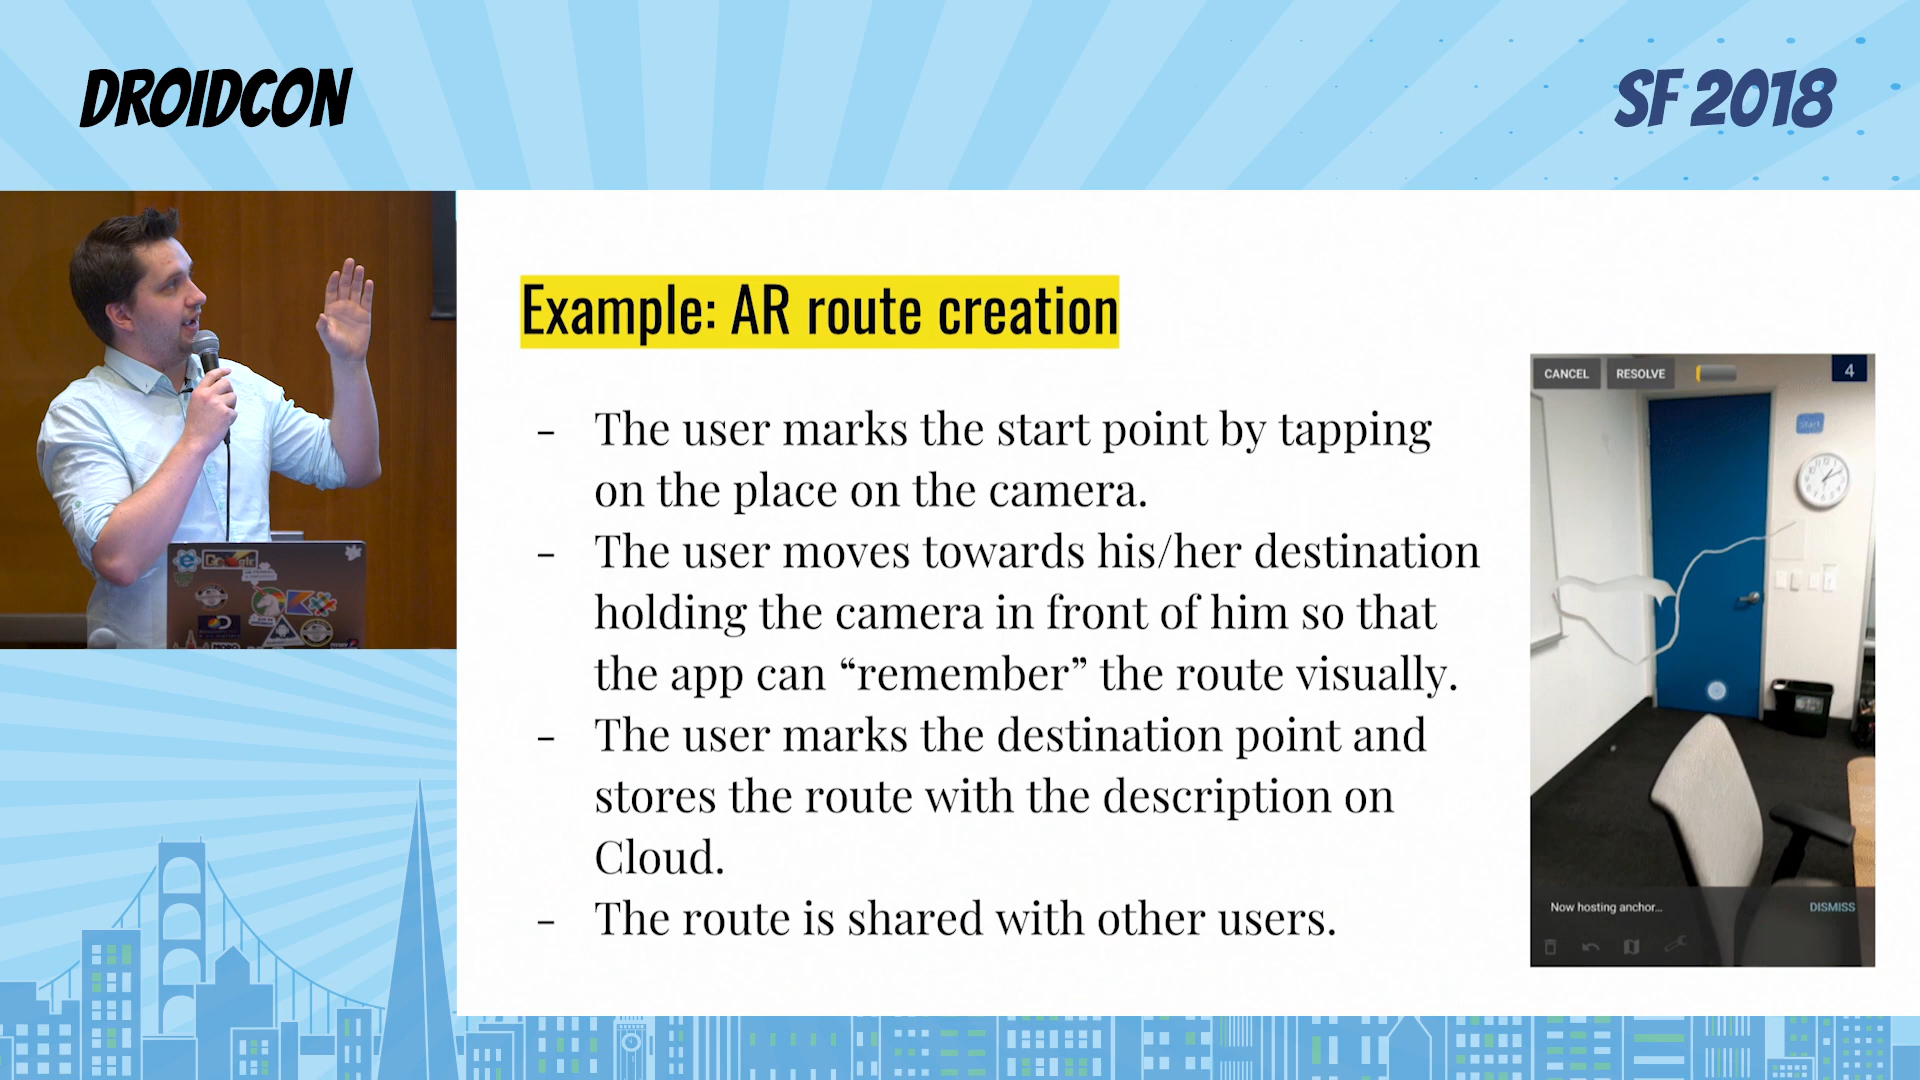 DROIDCON
SF 2018
Example: AR route creation
- The user marks the start point by tapping
on the place on the camera.
- The user moves towards his/her destination
holding the camera in front of him so that
the app can “remember” the route visually.
- The user marks the destination point and
stores the route with the description on
Cloud.
- The route is shared with other users.
CANCEL
RESOLVE
4
Start
Now hosting anchor...
DISMISS
Google